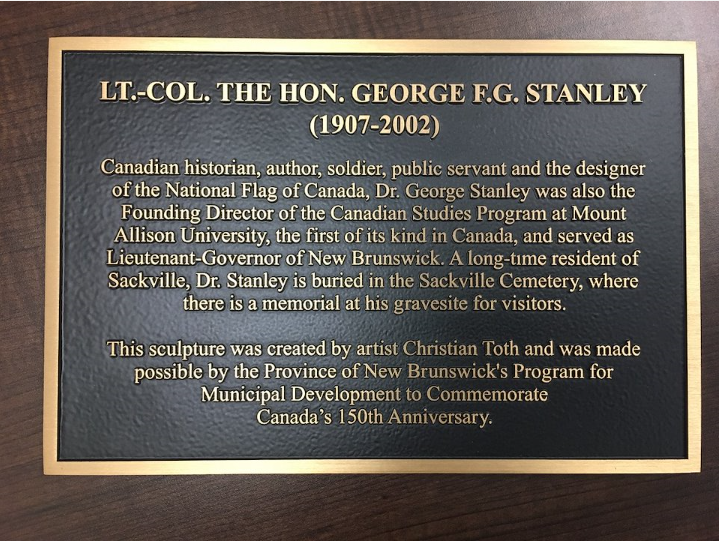 LT.-COL. THE HON. GEORGE F.G. STANLEY
(1907-2002)
Canadian historian, author, soldier, public servant and the designer
of the National Flag of Canada, Dr. George Stanley was also the
Founding Director of the Canadian Studies Program at Mount
Allison University, the first of its kind in Canada, and served as
Lieutenant-Governor of New Brunswick. A long-time resident of
Sackville, Dr. Stanley is buried in the Sackville Cemetery, where
there is a memorial at his gravesite for visitors.
This sculpture was created by artist Christian Toth and was made
possible by the Province of New Brunswick's Program for
Municipal Development to Commemorate
Canada’s 150th Anniversary.